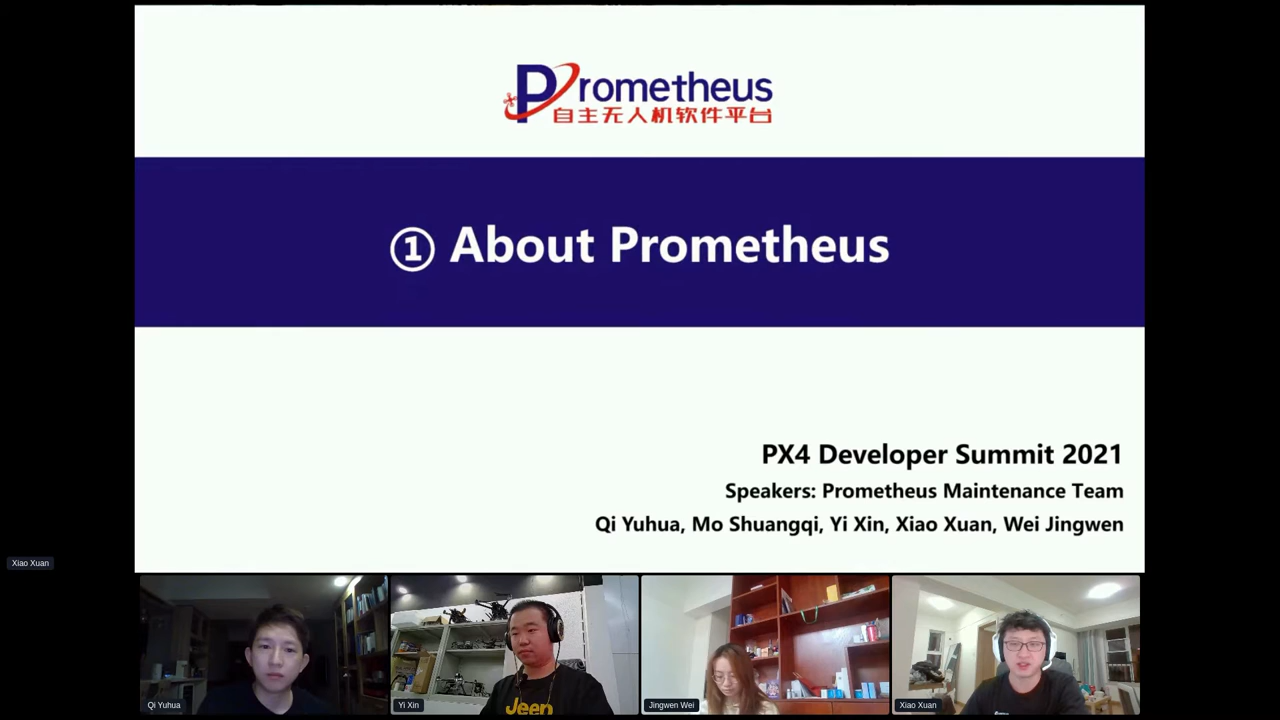 Prometheus
自主无人机软件平台
① About Prometheus
PX4 Developer Summit 2021
Speakers: Prometheus Maintenance Team
Qi Yuhua, Mo Shuangqi, Yi Xin, Xiao Xuan, Wei Jingwen
Xiao Xuan
Jeep
Qi Yuhua
Yi Xin
Jingwen Wei
Xiao Xuan